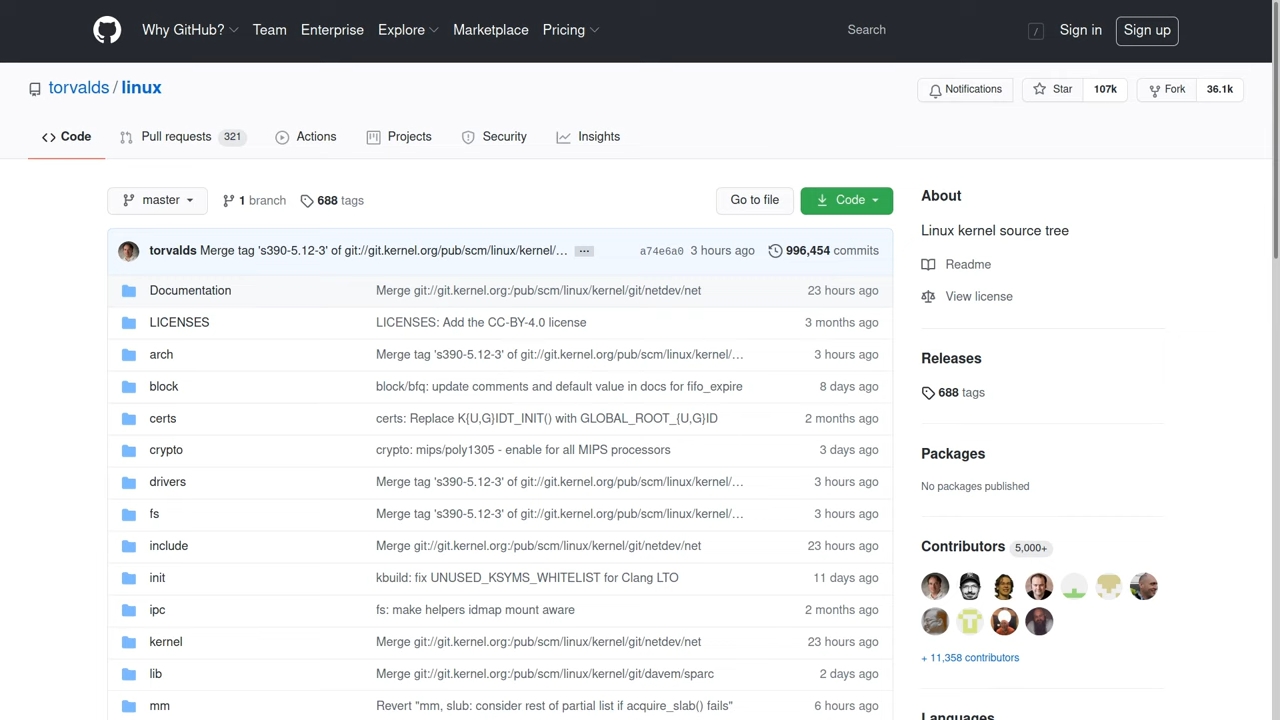 Why GitHub? Team Enterprise Explore Marketplace Pricing Search / Sign in Sign up
torvalds / linux Notifications Star 107k Fork 36.1k
Code Pull requests 321 Actions Projects Security Insights
master 1 branch 688 tags Go to file Code
torvalds Merge tag 's390-5.12-3' of git://git.kernel.org/pub/scm/linux/kernel/… ... a74e6a0 3 hours ago 996,454 commits
Documentation Merge git://git.kernel.org:/pub/scm/linux/kernel/git/netdev/net 23 hours ago
LICENSES LICENSES: Add the CC-BY-4.0 license 3 months ago
arch Merge tag 's390-5.12-3' of git://git.kernel.org/pub/scm/linux/kernel/… 3 hours ago
block block/bfq: update comments and default value in docs for fifo_expire 8 days ago
certs certs: Replace K{U,G}IDT_INIT() with GLOBAL_ROOT_{U,G}ID 2 months ago
crypto crypto: mips/poly1305 - enable for all MIPS processors 3 days ago
drivers Merge tag 's390-5.12-3' of git://git.kernel.org/pub/scm/linux/kernel/… 3 hours ago
fs Merge tag 's390-5.12-3' of git://git.kernel.org/pub/scm/linux/kernel/… 3 hours ago
include Merge git://git.kernel.org:/pub/scm/linux/kernel/git/netdev/net 23 hours ago
init kbuild: fix UNUSED_KSYMS_WHITELIST for Clang LTO 11 days ago
ipc fs: make helpers idmap mount aware 2 months ago
kernel Merge git://git.kernel.org:/pub/scm/linux/kernel/git/netdev/net 23 hours ago
lib Merge git://git.kernel.org:/pub/scm/linux/kernel/git/davem/sparc 2 days ago
mm Revert "mm, slub: consider rest of partial list if acquire_slab() fails" 6 hours ago
About
Linux kernel source tree
Readme
View license
Releases
688 tags
Packages
No packages published
Contributors 5,000+
+ 11,358 contributors
Languages